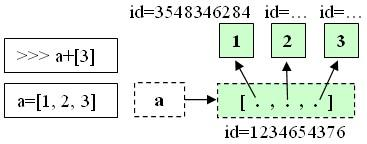 id=3548346284 id=... id=...
1 2 3
>>> a+[3]
a=[1, 2, 3]
a
[ . , . , . ]
id=1234654376